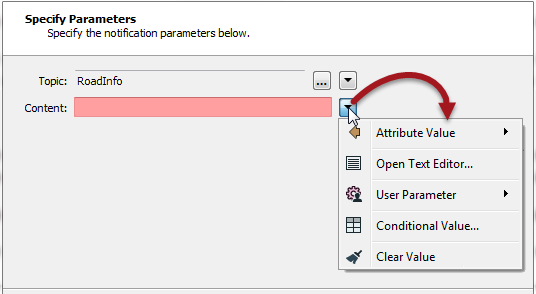 Specify Parameters
Specify the notification parameters below.
Topic: RoadInfo ...
Content:
Attribute Value
Open Text Editor...
User Parameter
Conditional Value...
Clear Value